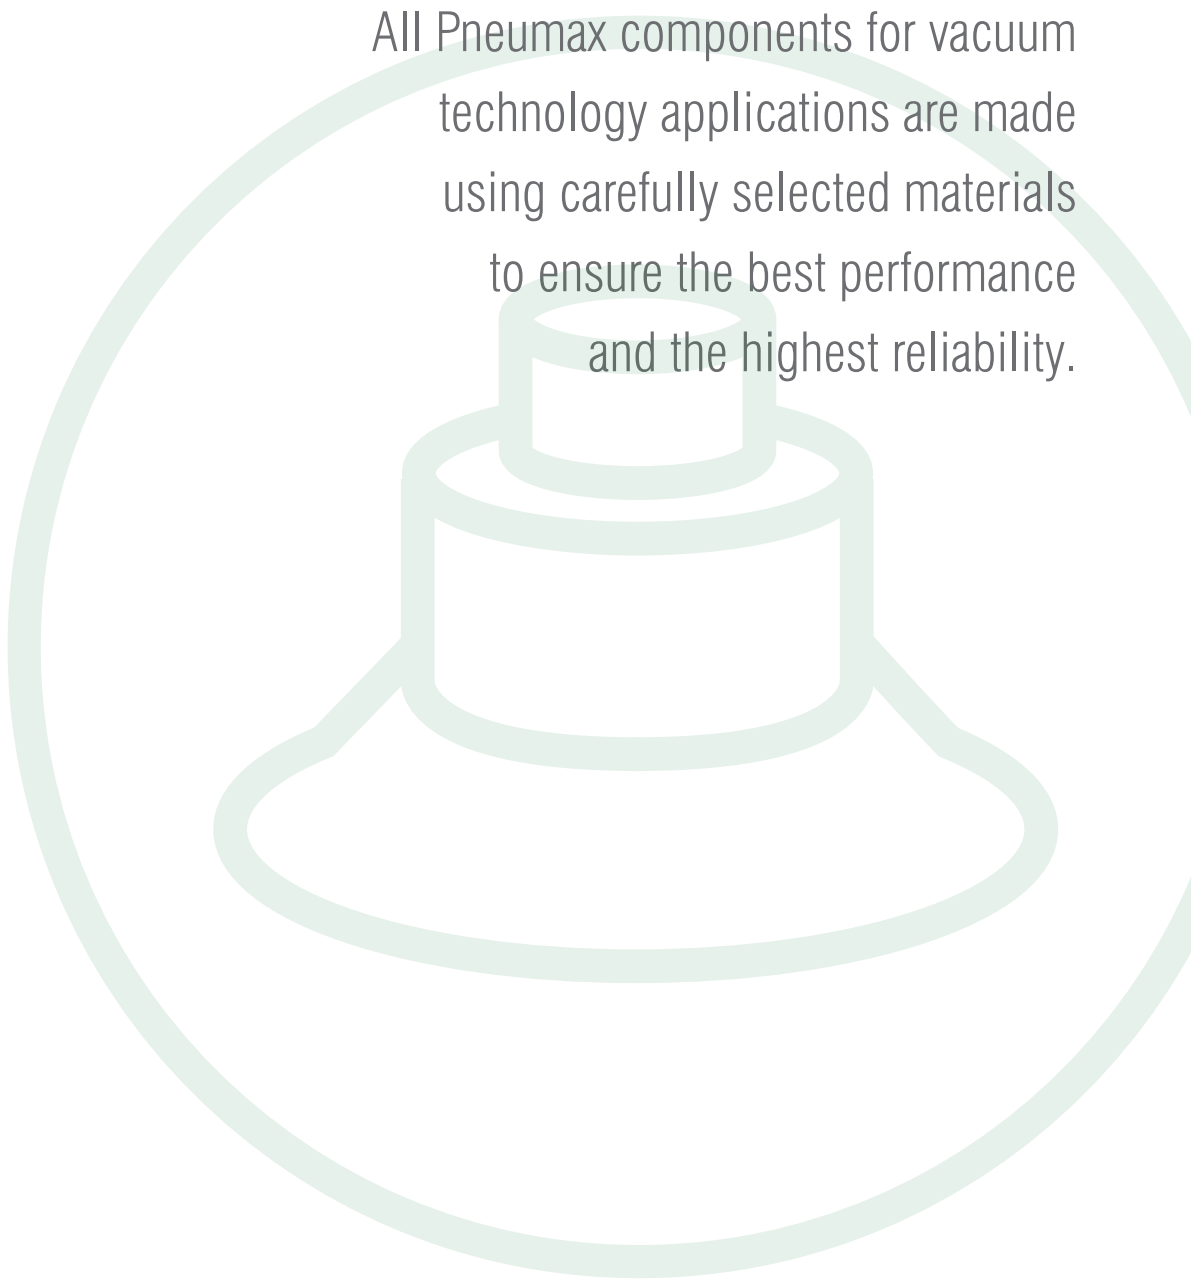 All Pneumax components for vacuum
technology applications are made
using carefully selected materials
to ensure the best performance
and the highest reliability.